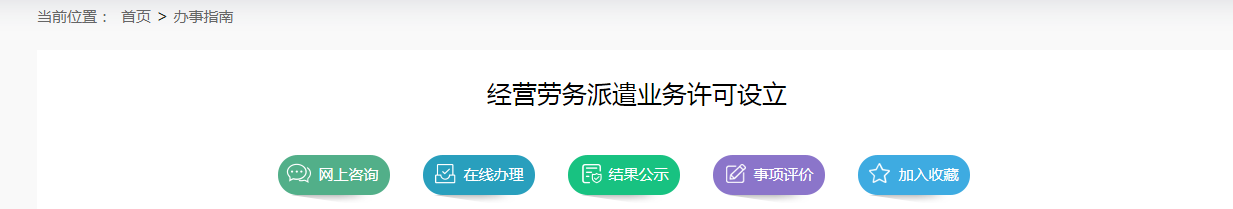 当前位置： 首页 > 办事指南
经营劳务派遣业务许可设立
网上咨询 在线办理 结果公示 事项评价 加入收藏